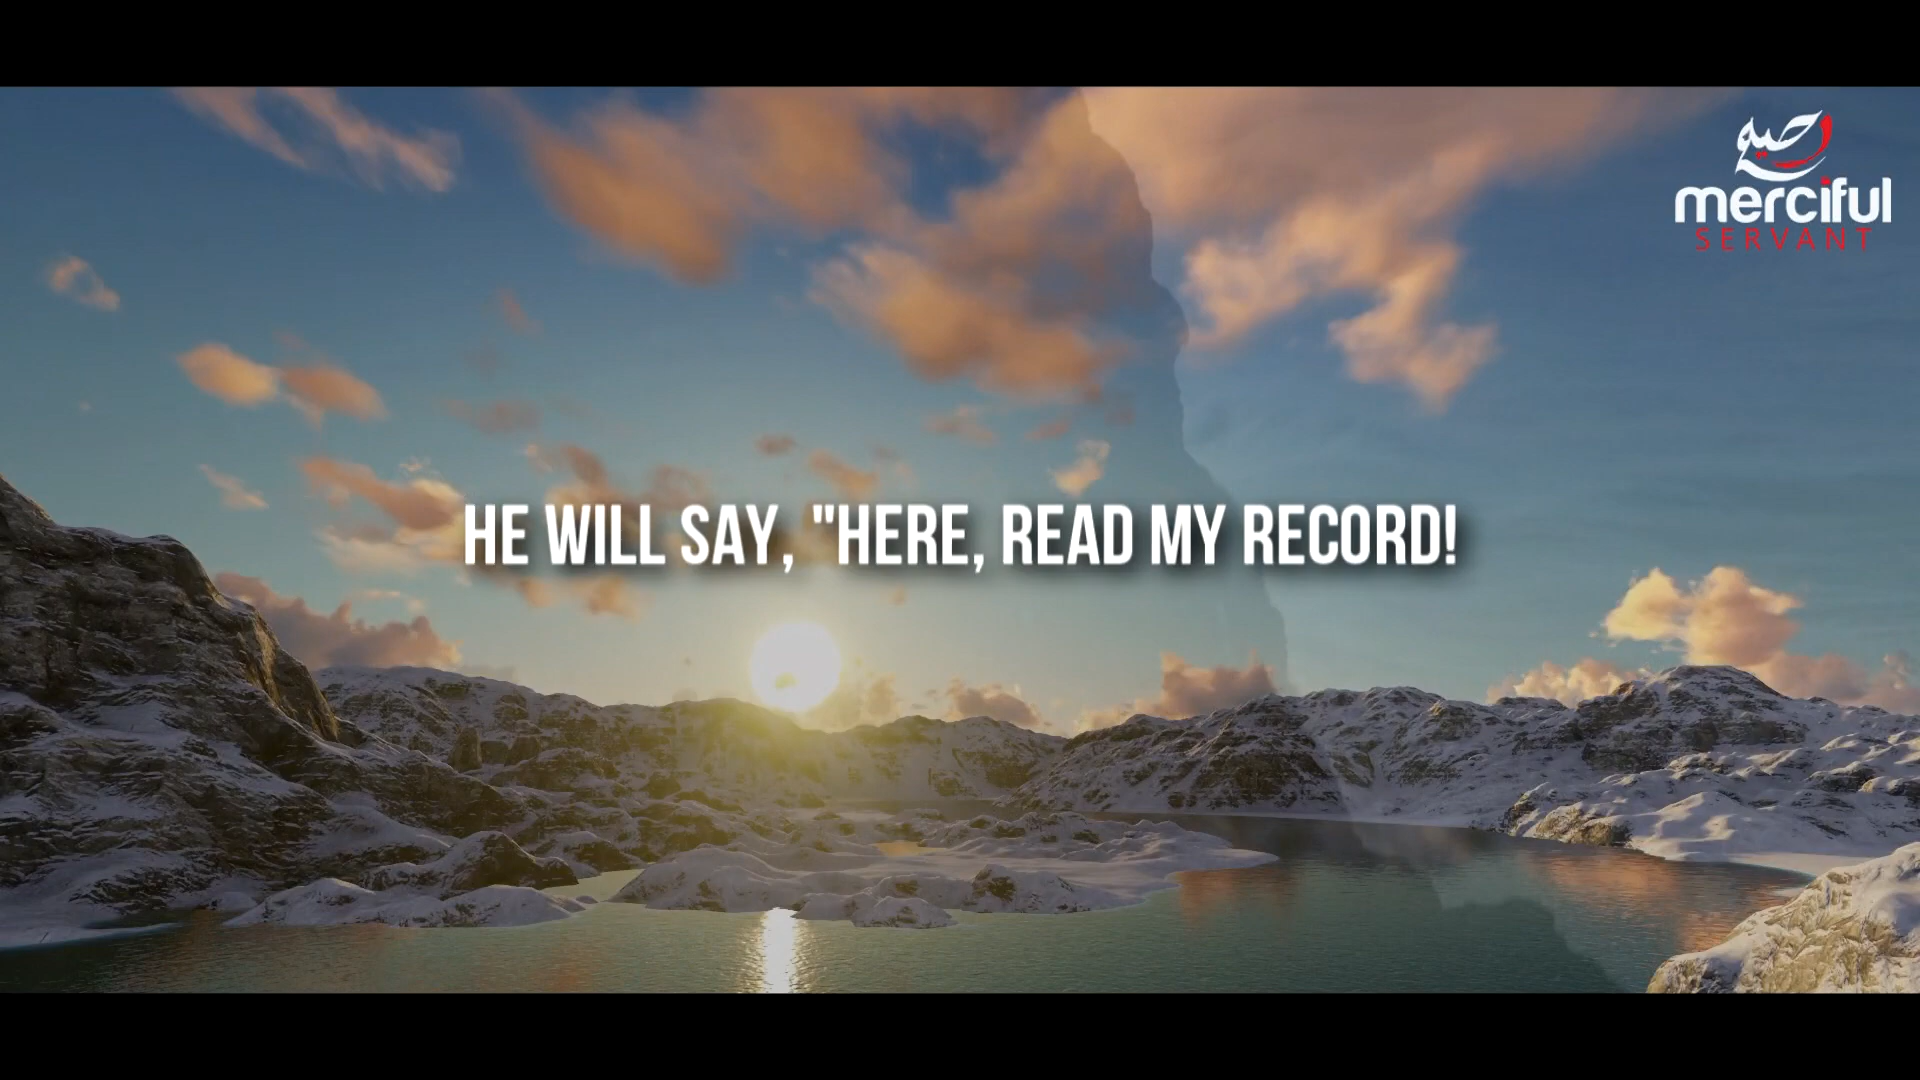 رحيم
merciful
SERVANT
HE WILL SAY, "HERE, READ MY RECORD!